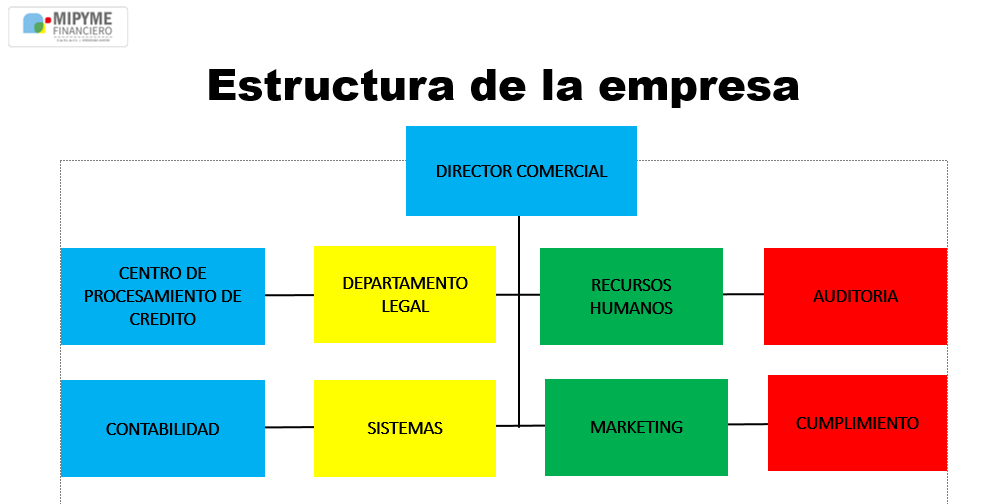 MIPYME
FINANCIERO
Estructura de la empresa
DIRECTOR COMERCIAL
CENTRO DE
PROCESAMIENTO DE
CREDITO
DEPARTAMENTO
LEGAL
RECURSOS
HUMANOS
AUDITORIA
CONTABILIDAD
SISTEMAS
MARKETING
CUMPLIMIENTO